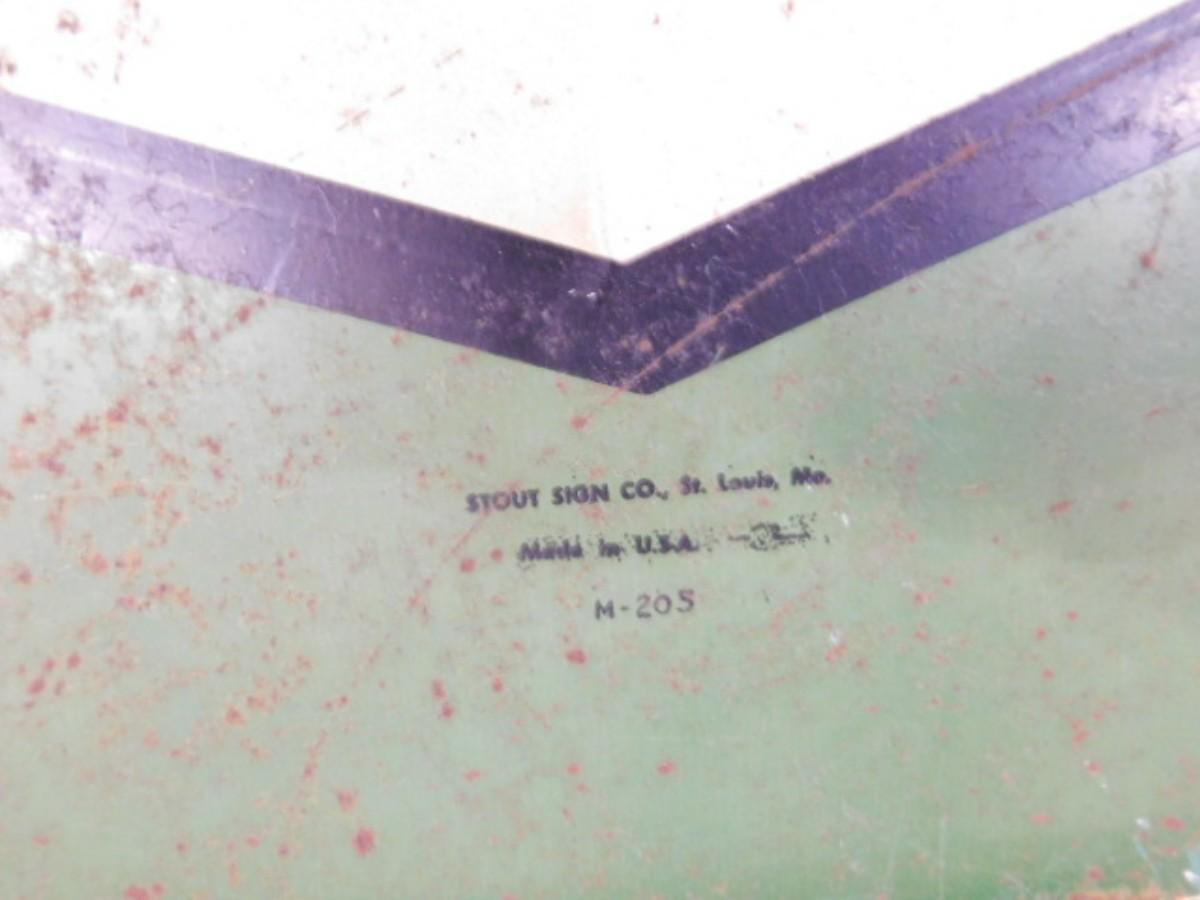 STOUT SIGN CO., St. Louis, Mo.
Made in U.S.A.
M-205